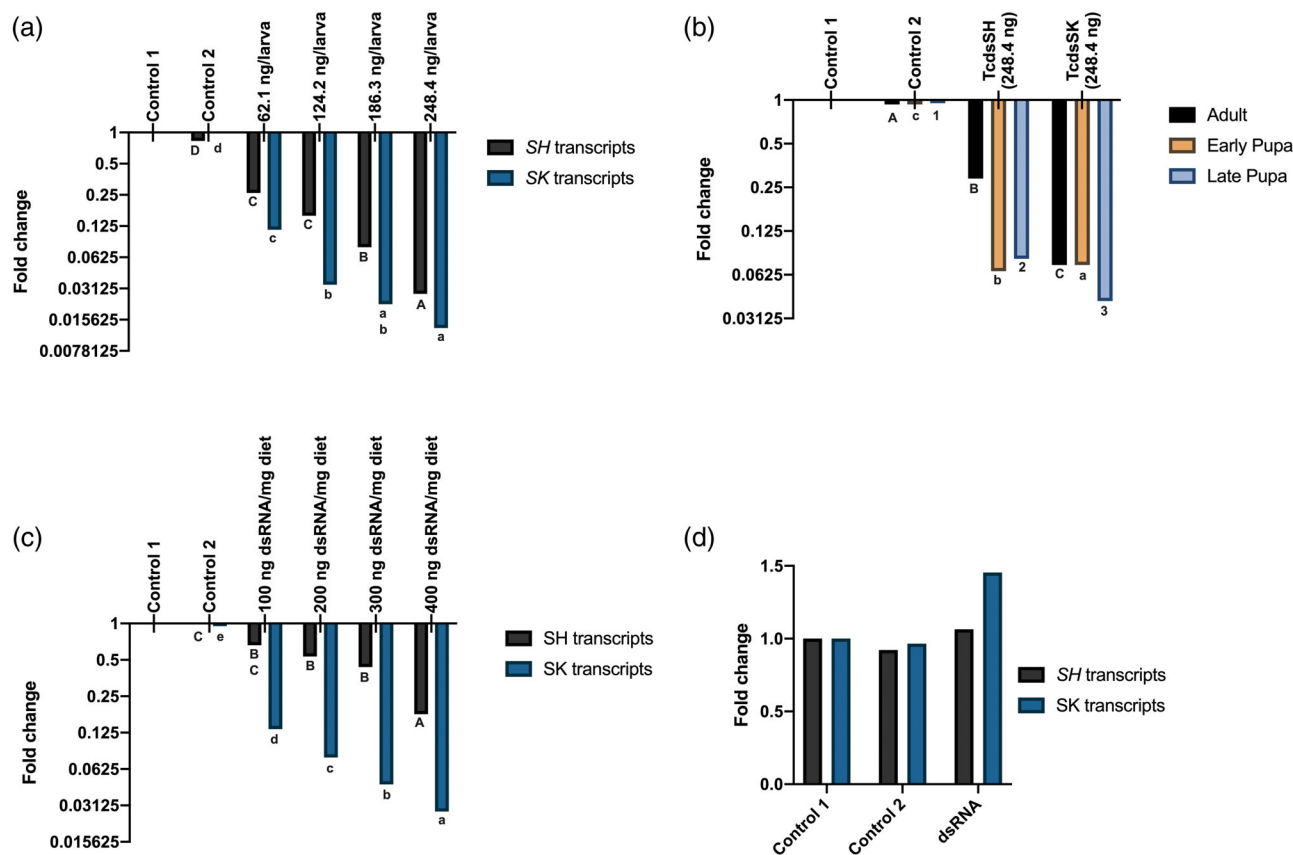 (a)
Control 1
Control 2
62.1 ng/larva
124.2 ng/larva
186.3 ng/larva
248.4 ng/larva
1
0.5
0.25
0.125
0.0625
0.03125
0.015625
0.0078125
Fold change
D
d
C
c
C
b
B
a
b
A
a
SH transcripts
SK transcripts
(b)
Control 1
Control 2
TcdsSH
(248.4 ng)
TcdsSK
(248.4 ng)
1
0.5
0.25
0.125
0.0625
0.03125
Fold change
A
c
1
B
b
2
C
a
3
Adult
Early Pupa
Late Pupa
(c)
Control 1
Control 2
100 ng dsRNA/mg diet
200 ng dsRNA/mg diet
300 ng dsRNA/mg diet
400 ng dsRNA/mg diet
1
0.5
0.25
0.125
0.0625
0.03125
0.015625
Fold change
C
e
B
C
d
B
c
B
b
A
a
SH transcripts
SK transcripts
(d)
1.5
1.0
0.5
0.0
Fold change
Control 1
Control 2
dsRNA
SH transcripts
SK transcripts